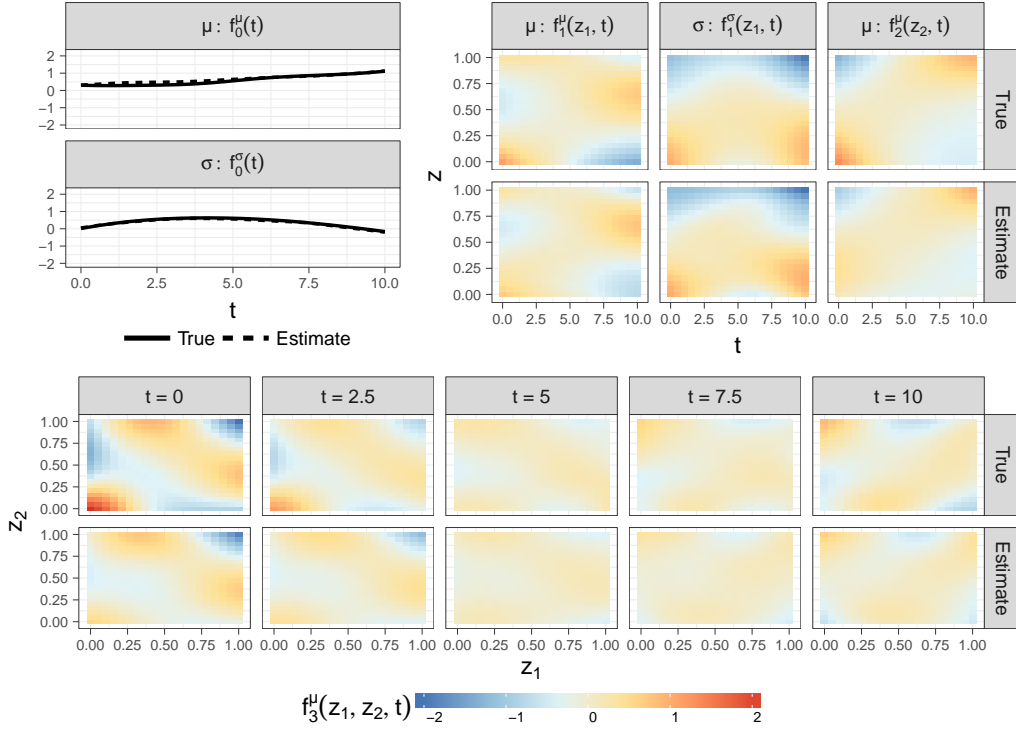 μ : f₀^μ(t)
2
1
0
−1
−2
σ : f₀^σ(t)
2
1
0
−1
−2
0.0 2.5 5.0 7.5 10.0
t
True Estimate
μ : f₁^μ(z₁, t) σ : f₁^σ(z₁, t) μ : f₂^μ(z₂, t)
1.00
0.75
0.50
0.25
0.00
True
z
1.00
0.75
0.50
0.25
0.00
Estimate
0.0 2.5 5.0 7.5 10.0 0.0 2.5 5.0 7.5 10.0 0.0 2.5 5.0 7.5 10.0
t
t = 0 t = 2.5 t = 5 t = 7.5 t = 10
1.00
0.75
0.50
0.25
0.00
True
z₂
1.00
0.75
0.50
0.25
0.00
Estimate
0.00 0.25 0.50 0.75 1.00 0.00 0.25 0.50 0.75 1.00 0.00 0.25 0.50 0.75 1.00 0.00 0.25 0.50 0.75 1.00 0.00 0.25 0.50 0.75 1.00
z₁
f₃^μ(z₁, z₂, t) −2 −1 0 1 2